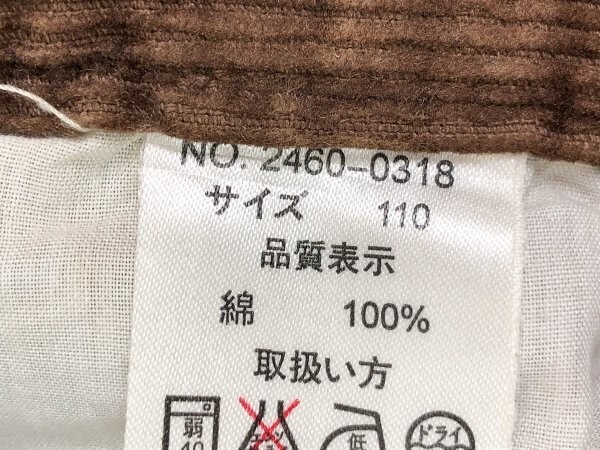 NO. 2460-0318
サイズ 110
品質表示
綿 100%
取扱い方
弱
40
低
ドライ